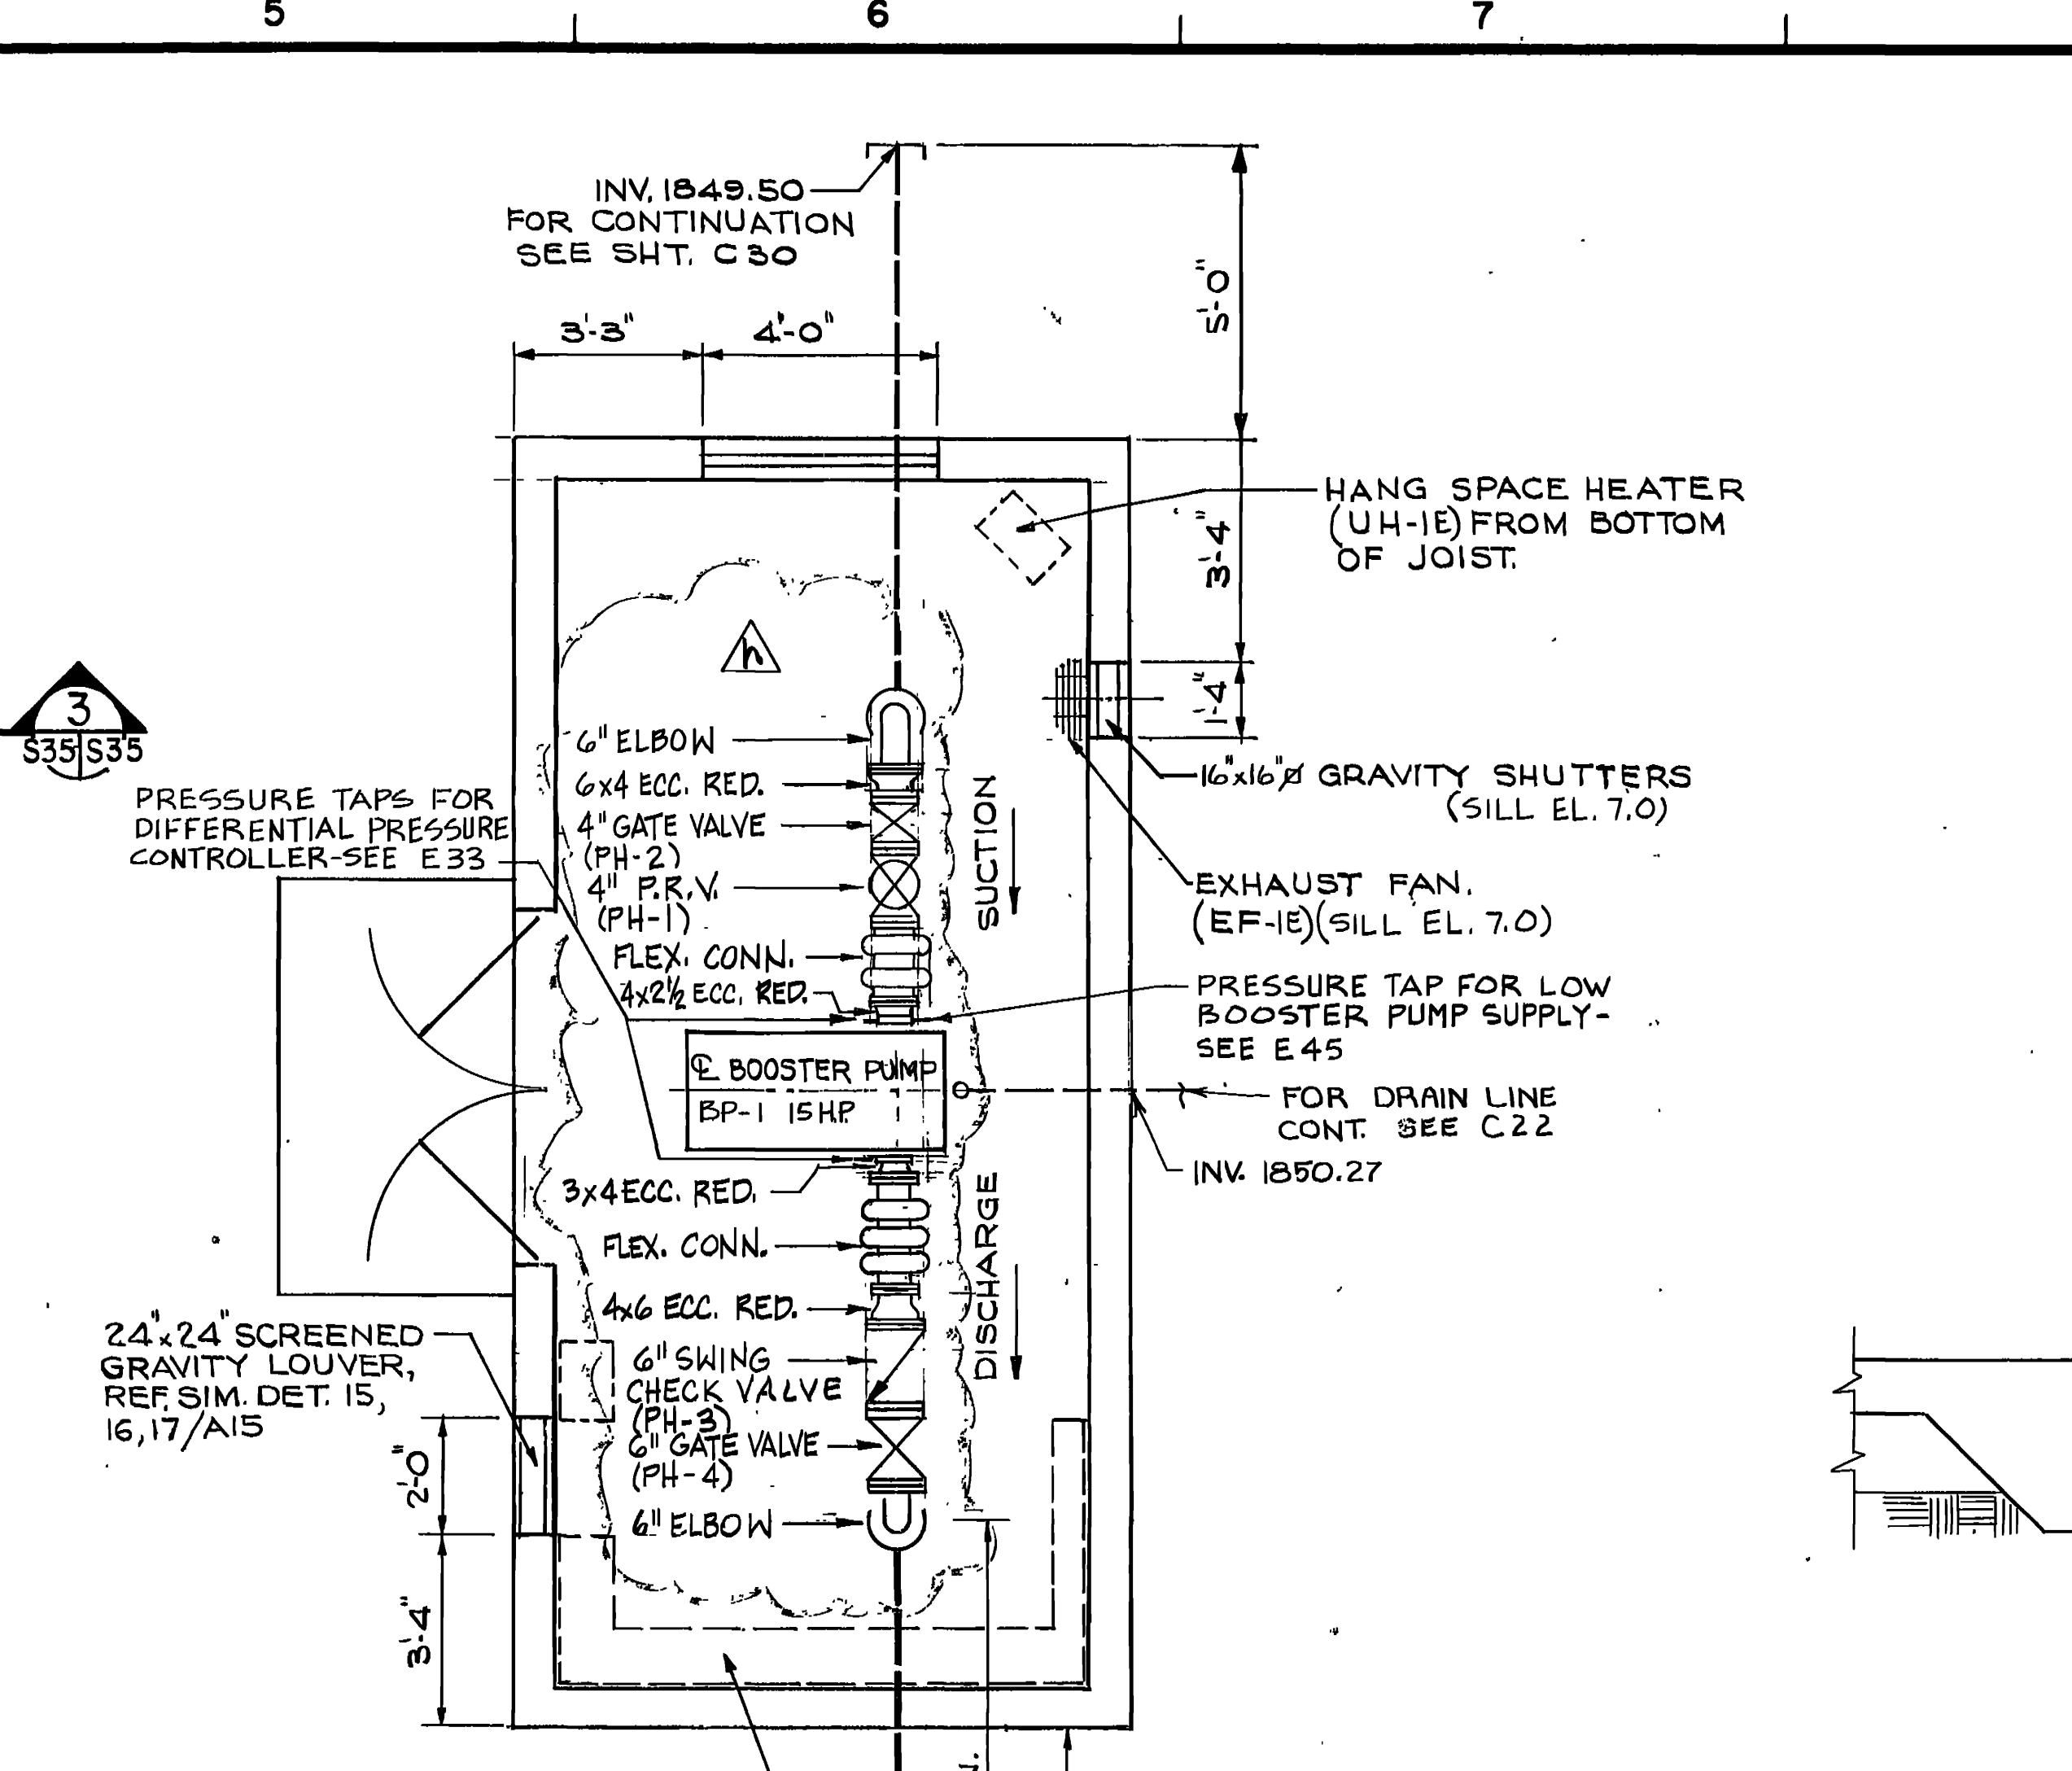 5
6
7
INV. 1849.50
FOR CONTINUATION
SEE SHT. C30
3'-3"
4'-0"
5'-0"
HANG SPACE HEATER
(UH-1E) FROM BOTTOM
OF JOIST.
3'-4"
h
3
S35 S35
6" ELBOW
6x4 ECC. RED.
4" GATE VALVE
(PH-2)
4" P.R.V.
(PH-1)
FLEX. CONN.
4x2½ ECC. RED.
SUCTION
1'-4"
16"x16"Ø GRAVITY SHUTTERS
(SILL EL. 7.0)
PRESSURE TAPS FOR
DIFFERENTIAL PRESSURE
CONTROLLER-SEE E33
EXHAUST FAN.
(EF-1E)(SILL EL. 7.0)
PRESSURE TAP FOR LOW
BOOSTER PUMP SUPPLY-
SEE E45
℄ BOOSTER PUMP
BP-1 15 H.P.
FOR DRAIN LINE
CONT. SEE C22
INV. 1850.27
3x4 ECC. RED.
FLEX. CONN.
4x6 ECC. RED.
DISCHARGE
6" SWING
CHECK VALVE
(PH-3)
6" GATE VALVE
(PH-4)
6" ELBOW
24"x24" SCREENED
GRAVITY LOUVER,
REF. SIM. DET. 15,
16,17/A15
2'-0"
3'-4"